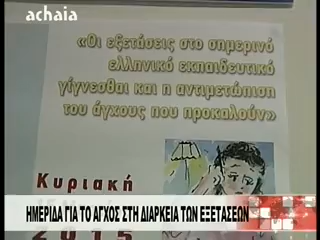 achaia
«Οι εξετάσεις στο σημερινό
ελληνικό εκπαιδευτικό
γίγνεσθαι και η αντιμετώπιση
του άγχους που προκαλούν»
Κυριακή
2015
ΗΜΕΡΙΔΑ ΓΙΑ ΤΟ ΑΓΧΟΣ ΣΤΗ ΔΙΑΡΚΕΙΑ ΤΩΝ ΕΞΕΤΑΣΕΩΝ